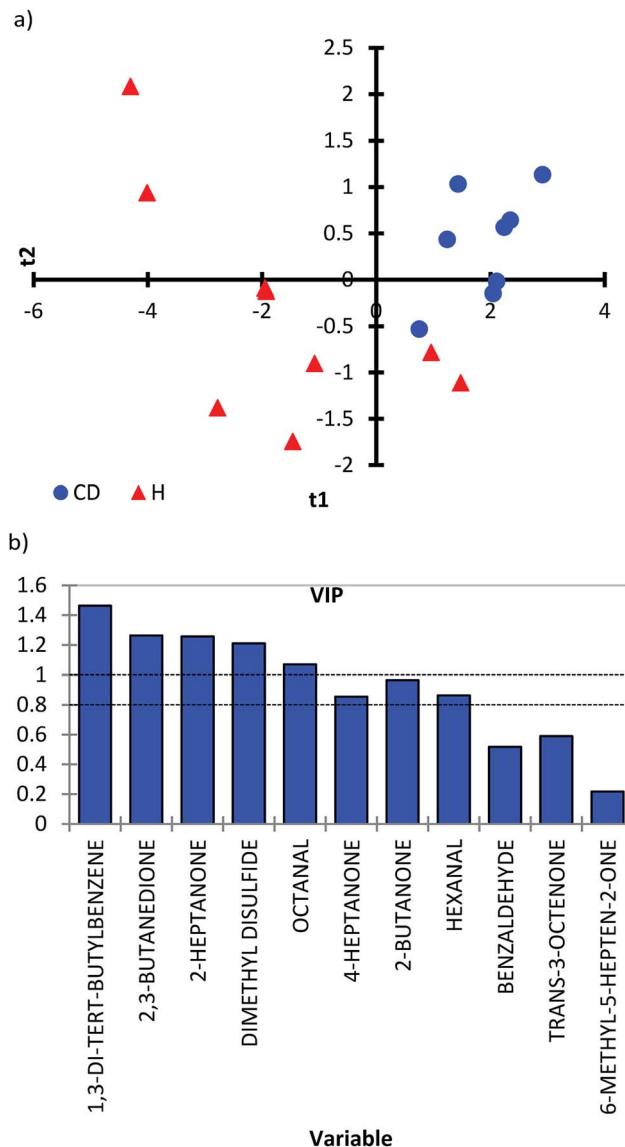 a)
2.5
2
1.5
1
0.5
0
-0.5
-1
-1.5
-2
t2
-6
-4
-2
0
2
4
CD
H
t1
b)
VIP
1.6
1.4
1.2
1
0.8
0.6
0.4
0.2
0
1,3-DI-TERT-BUTYLBENZENE
2,3-BUTANEDIONE
2-HEPTANONE
DIMETHYL DISULFIDE
OCTANAL
4-HEPTANONE
2-BUTANONE
HEXANAL
BENZALDEHYDE
TRANS-3-OCTENONE
6-METHYL-5-HEPTEN-2-ONE
Variable